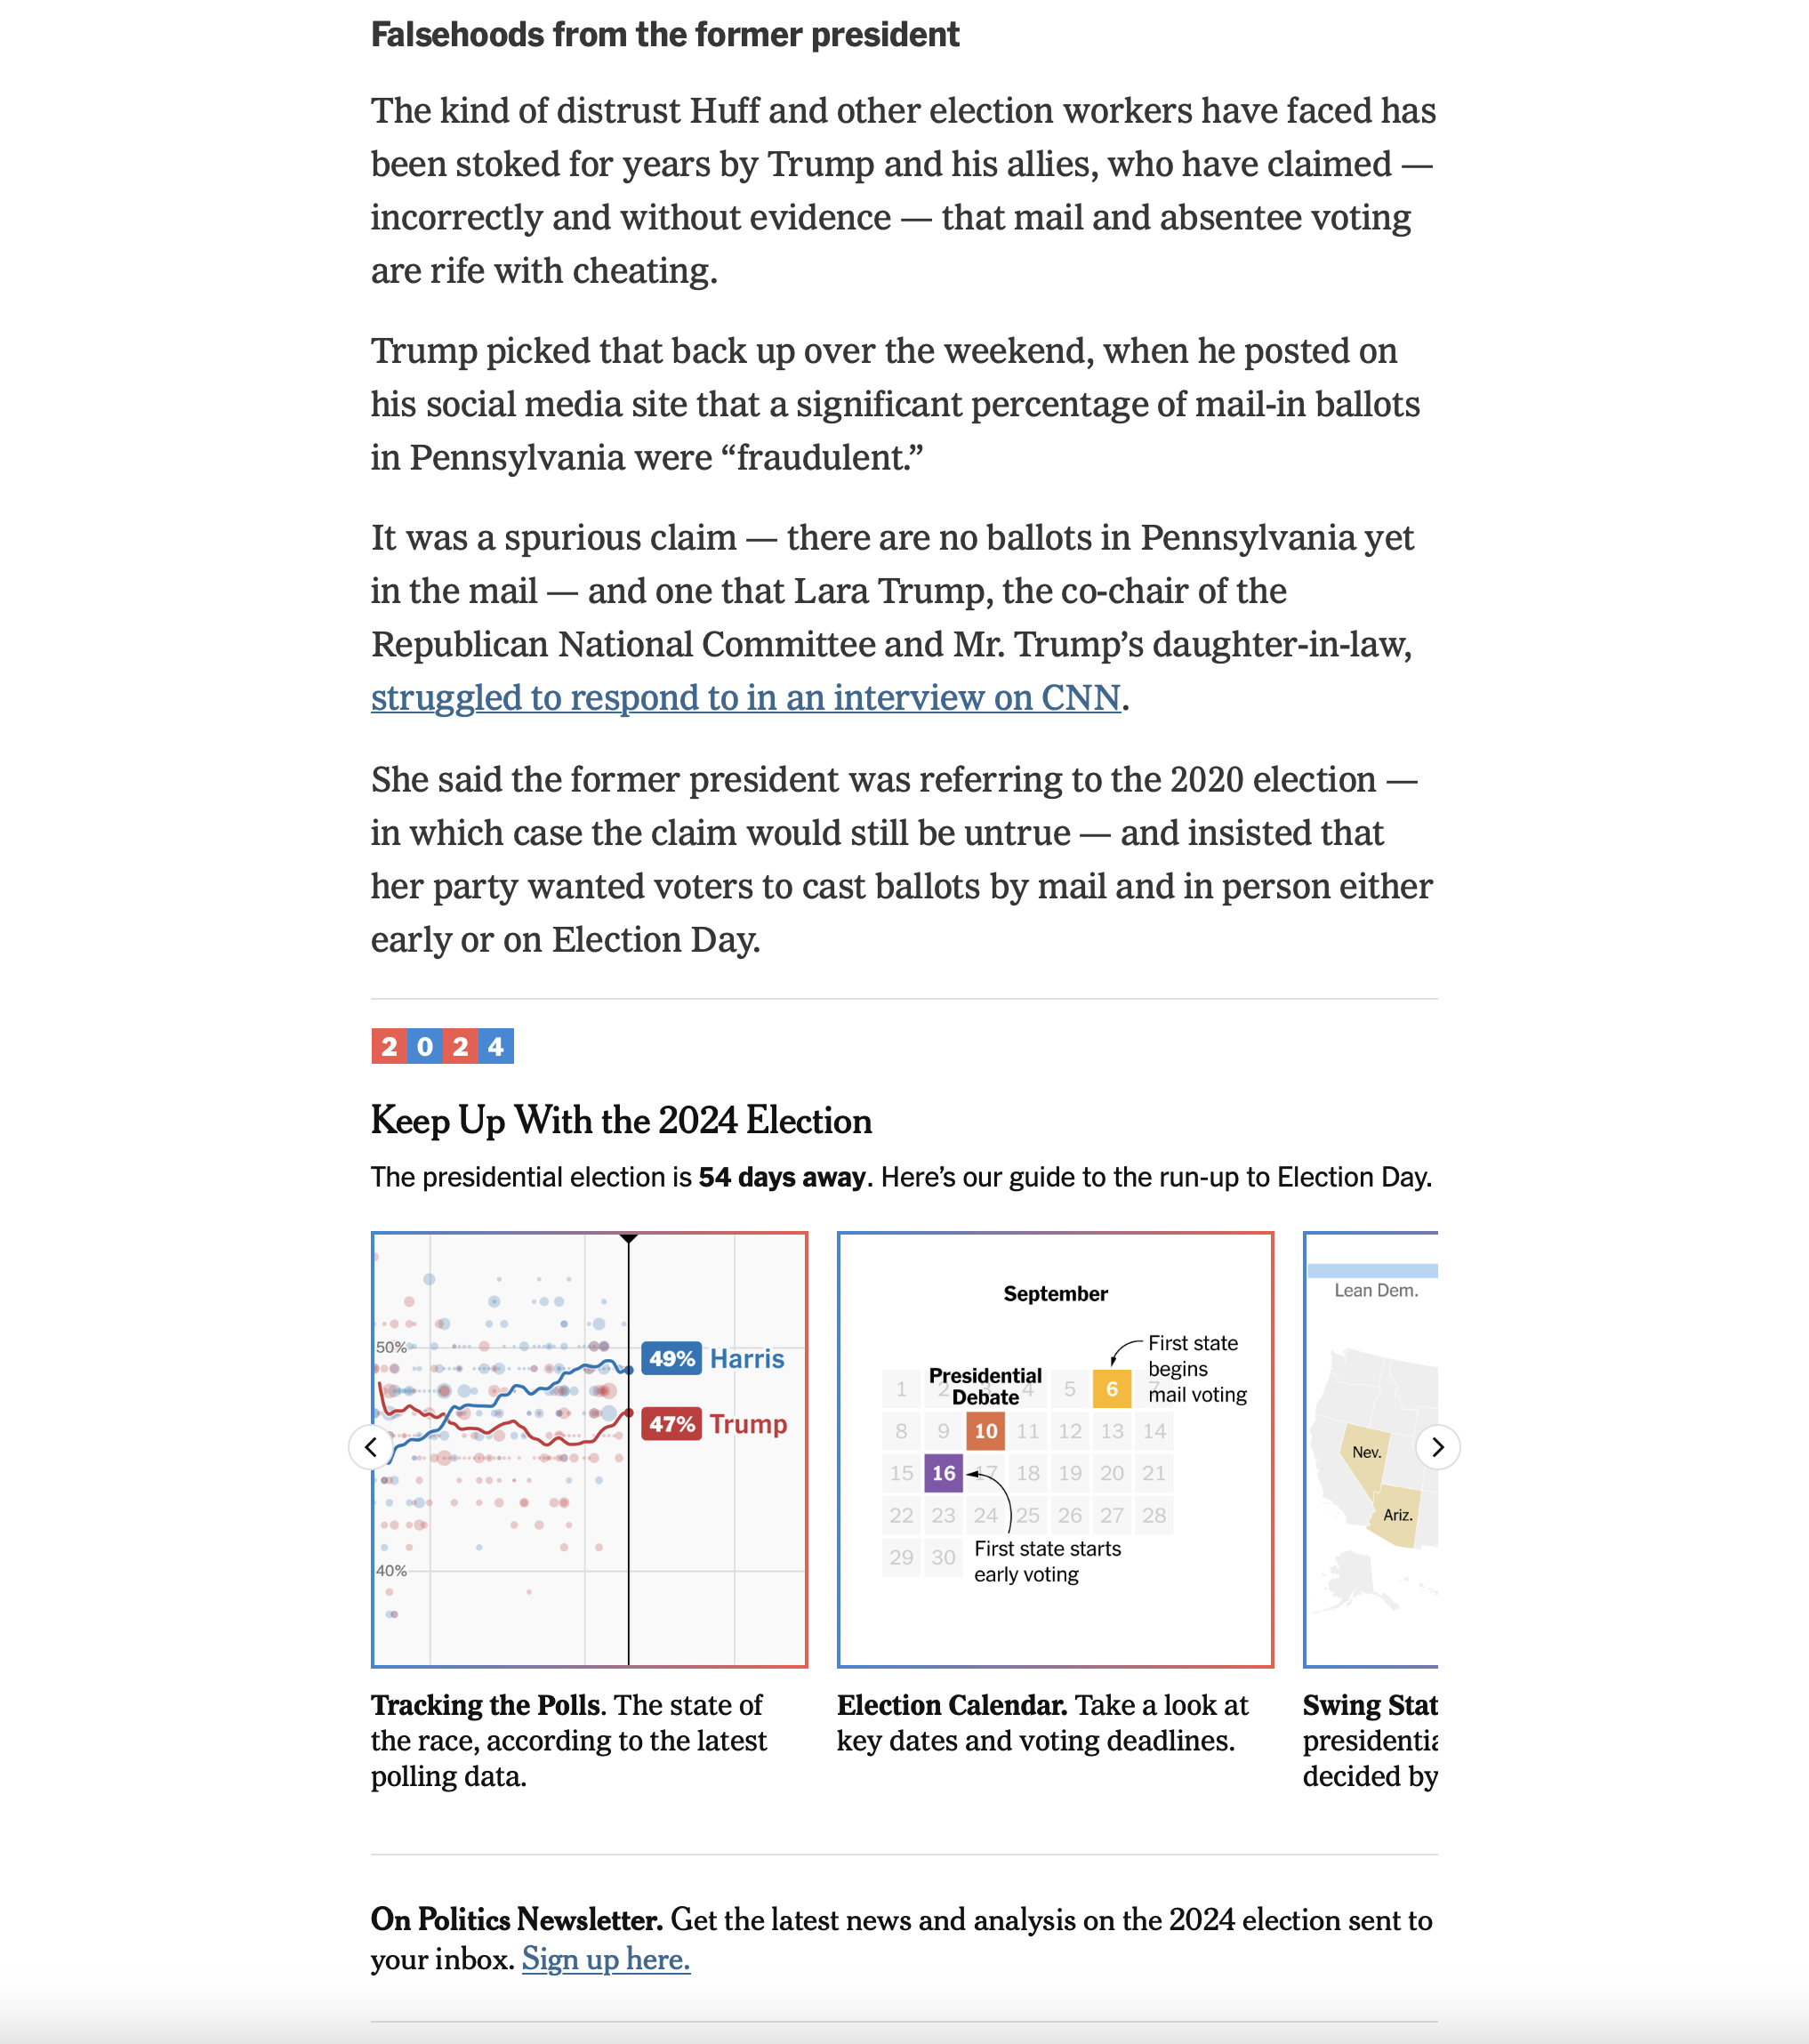 Falsehoods from the former president
The kind of distrust Huff and other election workers have faced has
been stoked for years by Trump and his allies, who have claimed —
incorrectly and without evidence — that mail and absentee voting
are rife with cheating.
Trump picked that back up over the weekend, when he posted on
his social media site that a significant percentage of mail-in ballots
in Pennsylvania were “fraudulent.”
It was a spurious claim — there are no ballots in Pennsylvania yet
in the mail — and one that Lara Trump, the co-chair of the
Republican National Committee and Mr. Trump’s daughter-in-law,
struggled to respond to in an interview on CNN.
She said the former president was referring to the 2020 election —
in which case the claim would still be untrue — and insisted that
her party wanted voters to cast ballots by mail and in person either
early or on Election Day.
2024
Keep Up With the 2024 Election
The presidential election is 54 days away. Here’s our guide to the run-up to Election Day.
50%
49% Harris
47% Trump
40%
Tracking the Polls. The state of
the race, according to the latest
polling data.
September
First state
begins
mail voting
Presidential
Debate
1 2 3 4 5 6 7
8 9 10 11 12 13 14
15 16 17 18 19 20 21
22 23 24 25 26 27 28
29 30
First state starts
early voting
Election Calendar. Take a look at
key dates and voting deadlines.
Lean Dem.
Nev.
Ariz.
Swing Stat
presidentia
decided by
On Politics Newsletter. Get the latest news and analysis on the 2024 election sent to
your inbox. Sign up here.